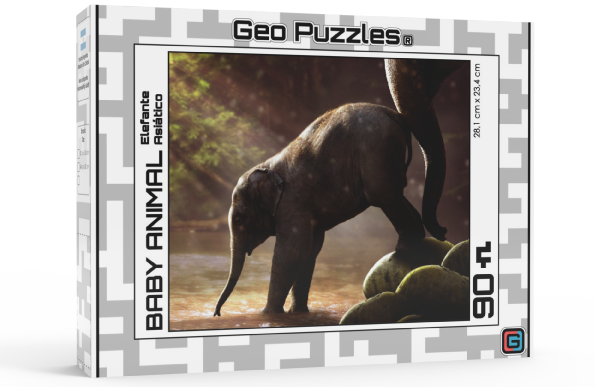 Geo Puzzles®
BABY ANIMAL
Elefante
Asiático
28,1 cm x 23,4 cm
90
G